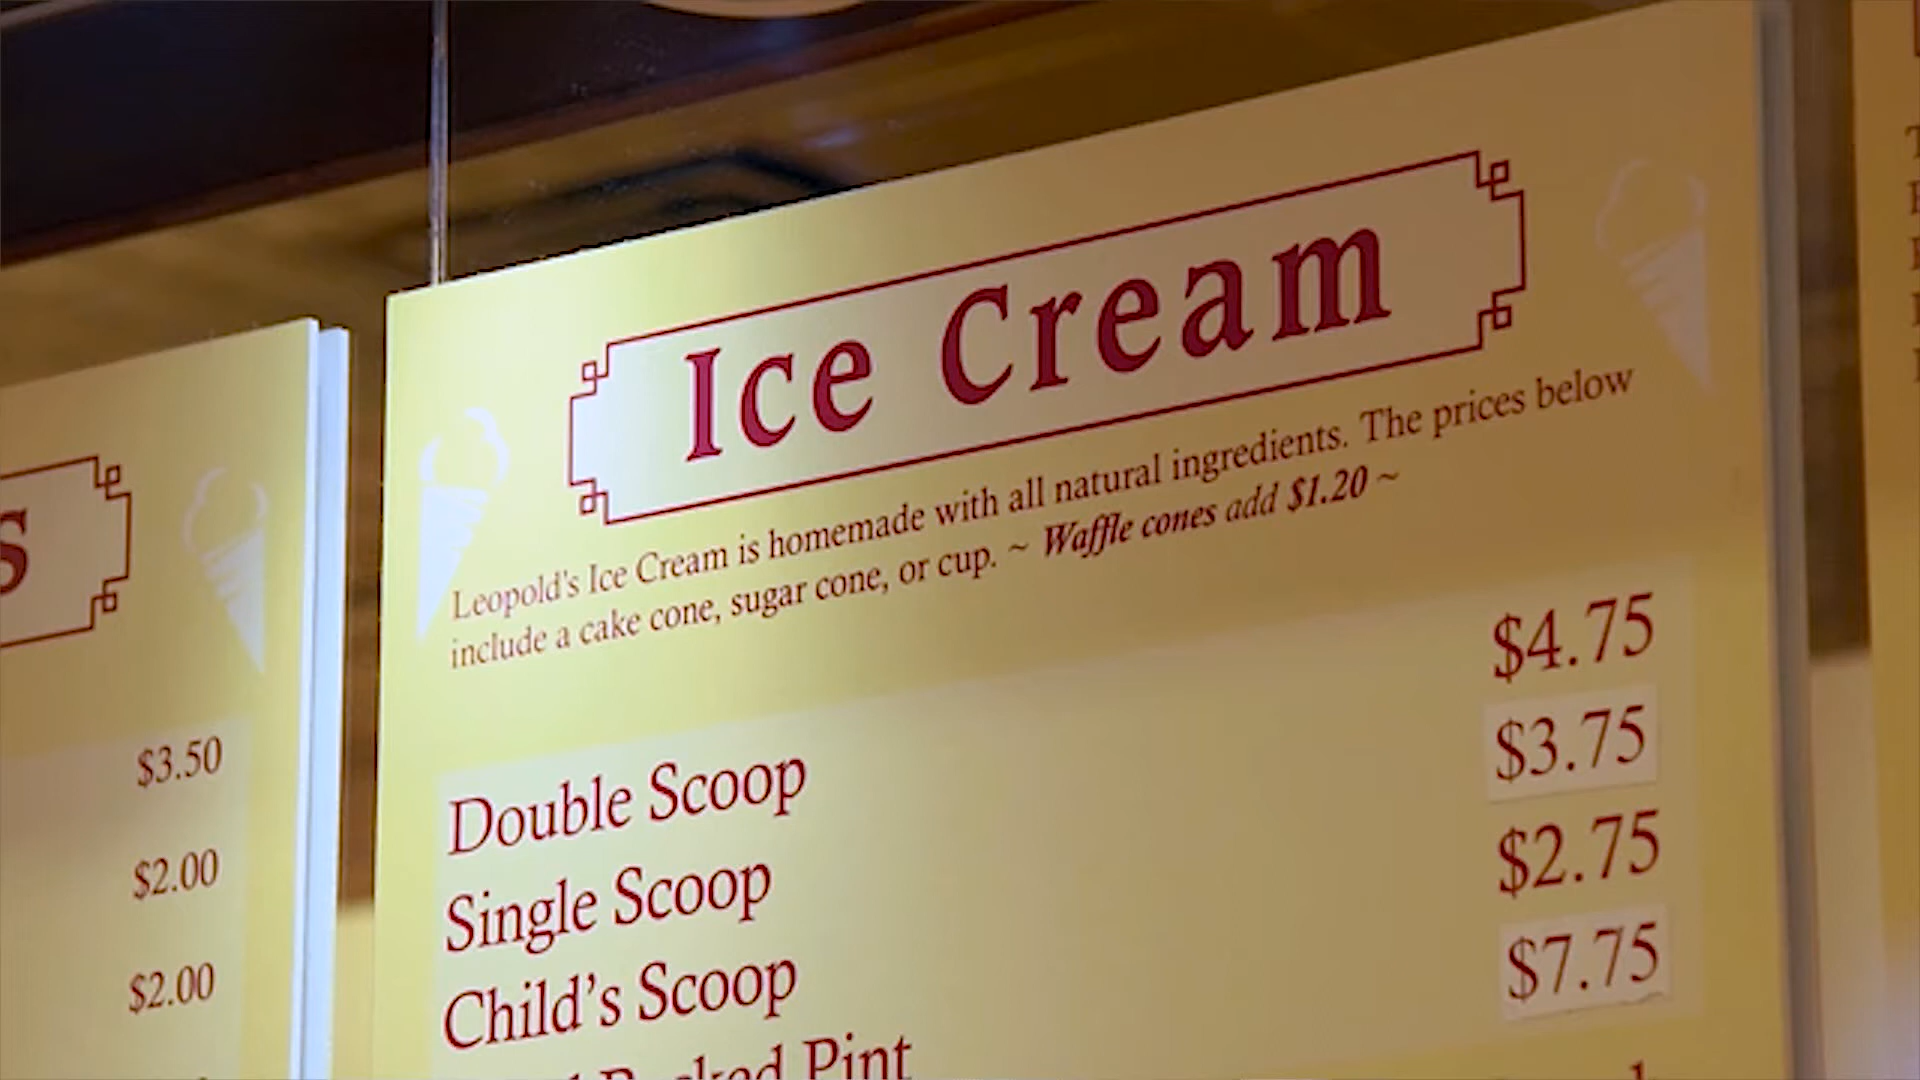 s
$3.50
$2.00
$2.00
Ice Cream
Leopold's Ice Cream is homemade with all natural ingredients. The prices below
include a cake cone, sugar cone, or cup. ~ Waffle cones add $1.20 ~
Double Scoop $4.75
Single Scoop $3.75
Child’s Scoop $2.75
Pint $7.75